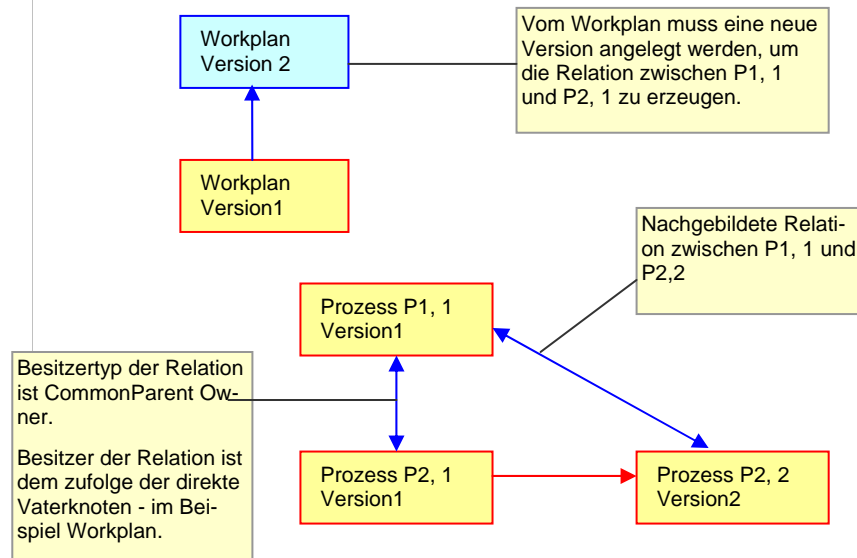 Workplan
Version 2
Vom Workplan muss eine neue
Version angelegt werden, um
die Relation zwischen P1, 1
und P2, 1 zu erzeugen.
Workplan
Version1
Nachgebildete Relati-
on zwischen P1, 1 und
P2,2
Prozess P1, 1
Version1
Besitzertyp der Relation
ist CommonParent Ow-
ner.
Besitzer der Relation ist
dem zufolge der direkte
Vaterknoten - im Bei-
spiel Workplan.
Prozess P2, 1
Version1
Prozess P2, 2
Version2